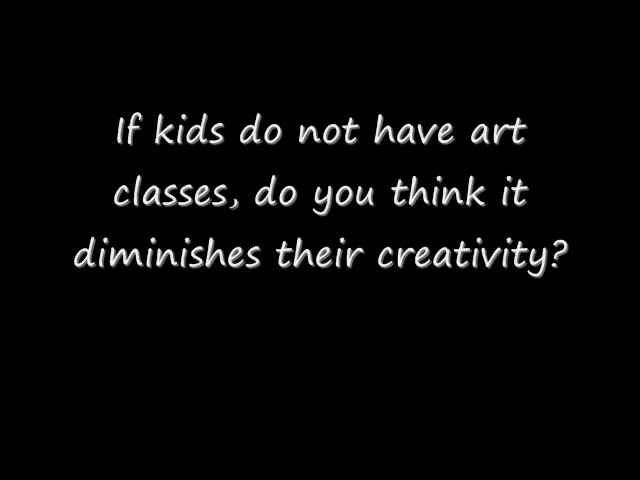 If kids do not have art
classes, do you think it
diminishes their creativity?